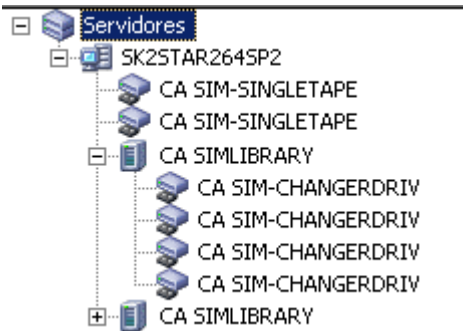 Servidores
SK2STAR264SP2
CA SIM-SINGLETAPE
CA SIM-SINGLETAPE
CA SIMLIBRARY
CA SIM-CHANGERDRIV
CA SIM-CHANGERDRIV
CA SIM-CHANGERDRIV
CA SIM-CHANGERDRIV
CA SIMLIBRARY